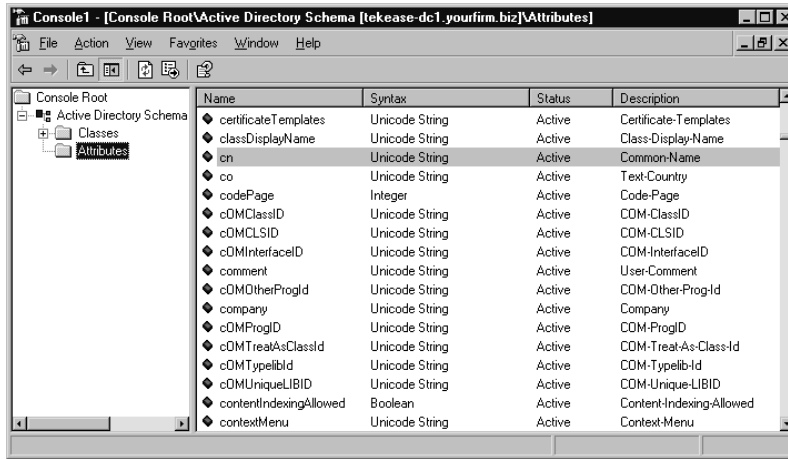 Console1 - [Console Root\Active Directory Schema [tekease-dc1.yourfirm.biz]\Attributes]
File Action View Favorites Window Help
Console Root
Active Directory Schema
Classes
Attributes
Name Syntax Status Description
certificateTemplates Unicode String Active Certificate-Templates
classDisplayName Unicode String Active Class-Display-Name
cn Unicode String Active Common-Name
co Unicode String Active Text-Country
codePage Integer Active Code-Page
cOMClassID Unicode String Active COM-ClassID
cOMCLSID Unicode String Active COM-CLSID
cOMInterfaceID Unicode String Active COM-InterfaceID
comment Unicode String Active User-Comment
cOMOtherProgId Unicode String Active COM-Other-Prog-Id
company Unicode String Active Company
cOMProgID Unicode String Active COM-ProgID
cOMTreatAsClassId Unicode String Active COM-Treat-As-Class-Id
cOMTypelibId Unicode String Active COM-Typelib-Id
cOMUniqueLIBID Unicode String Active COM-Unique-LIBID
contentIndexingAllowed Boolean Active Content-Indexing-Allowed
contextMenu Unicode String Active Context-Menu